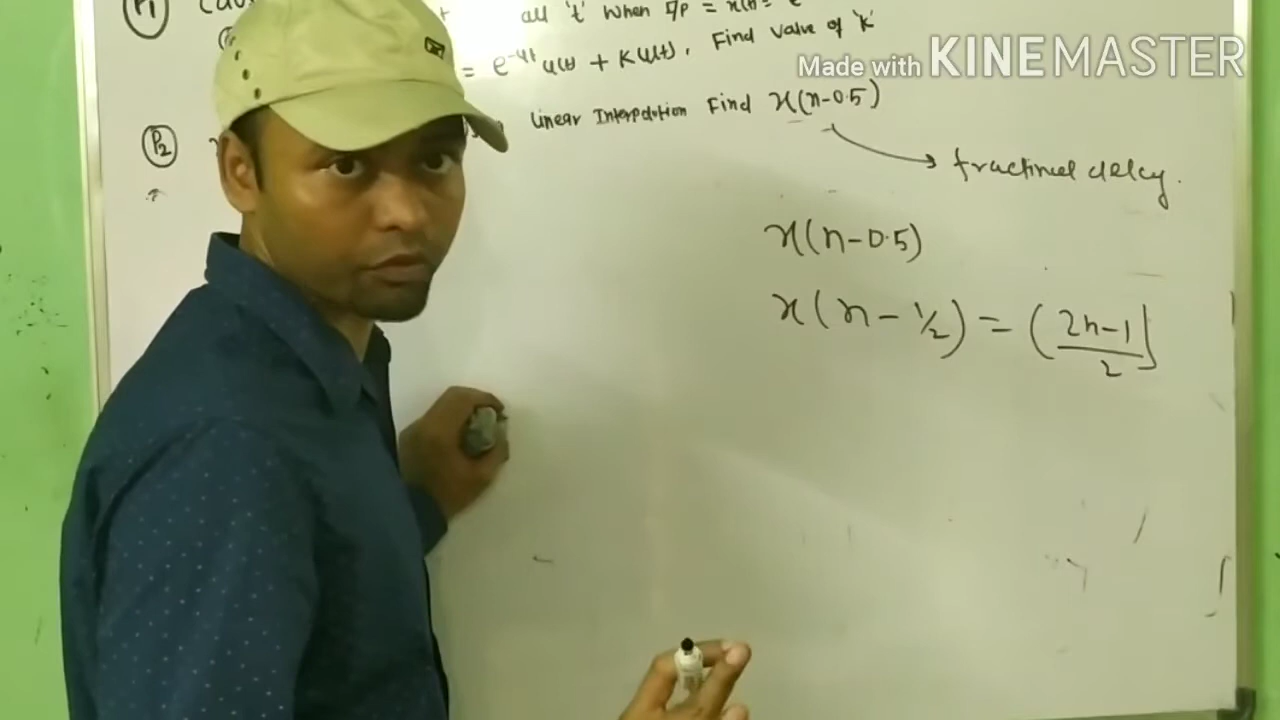 P1
all 't' When I/P = x(t) = e
= e^-4t u(t) + K u(t), Find Value of 'K'
Made with KINEMASTER
P2 Linear Interpolation Find x(n-0.5)
fractional delay.
x(n-0.5)
x(n-1/2) = (2n-1/2)